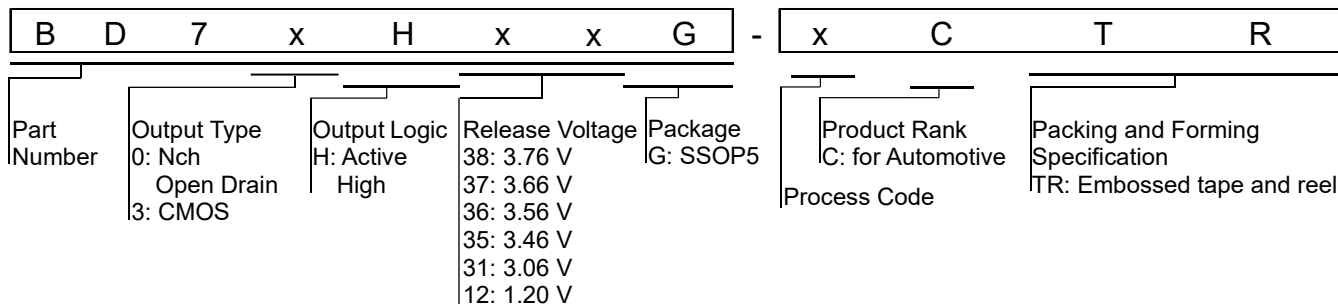 B D 7 x H x x G - x C T R
Part
Number
Output Type
0: Nch
Open Drain
3: CMOS
Output Logic
H: Active
High
Release Voltage
38: 3.76 V
37: 3.66 V
36: 3.56 V
35: 3.46 V
31: 3.06 V
12: 1.20 V
Package
G: SSOP5
Process Code
Product Rank
C: for Automotive
Packing and Forming
Specification
TR: Embossed tape and reel